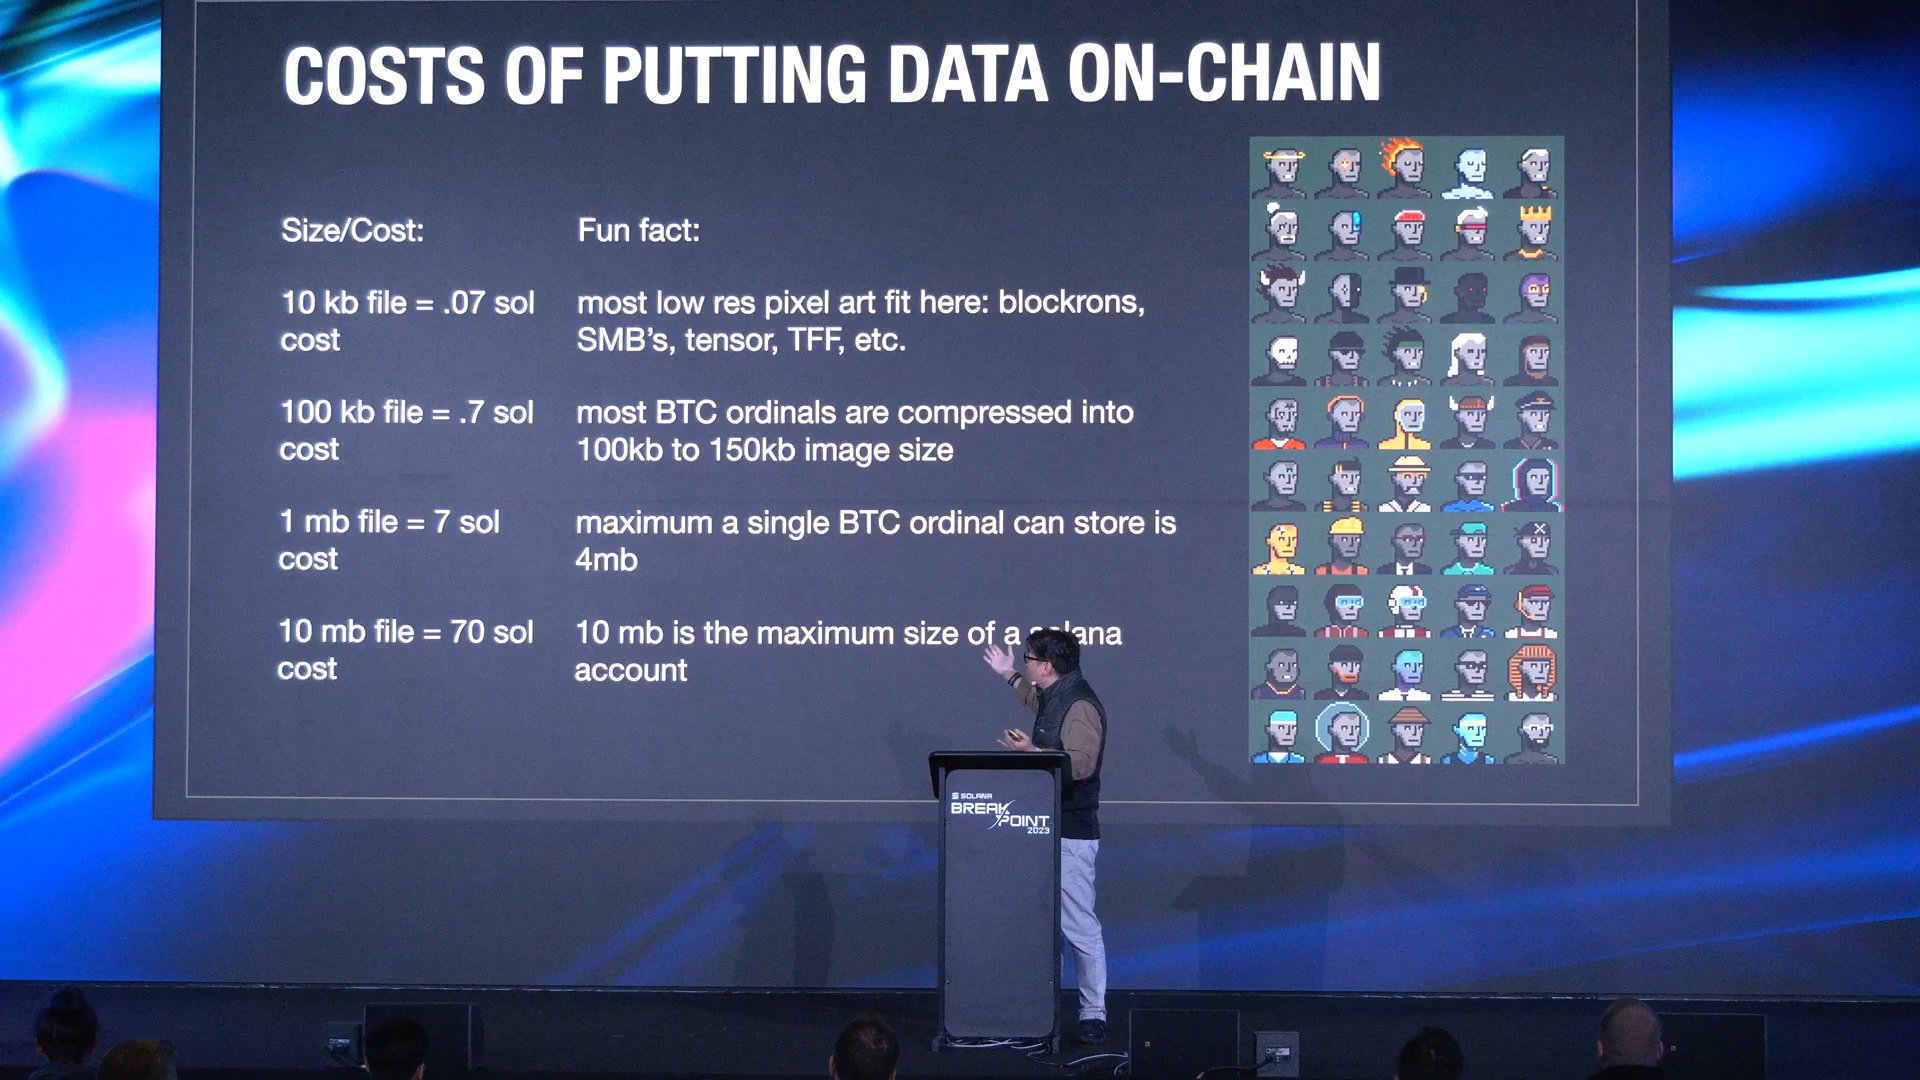 COSTS OF PUTTING DATA ON-CHAIN
Size/Cost:
Fun fact:
10 kb file = .07 sol
cost
most low res pixel art fit here: blockrons,
SMB's, tensor, TFF, etc.
100 kb file = .7 sol
cost
most BTC ordinals are compressed into
100kb to 150kb image size
1 mb file = 7 sol
cost
maximum a single BTC ordinal can store is
4mb
10 mb file = 70 sol
cost
10 mb is the maximum size of a solana
account
SOLANA
BREAK
POINT
2023